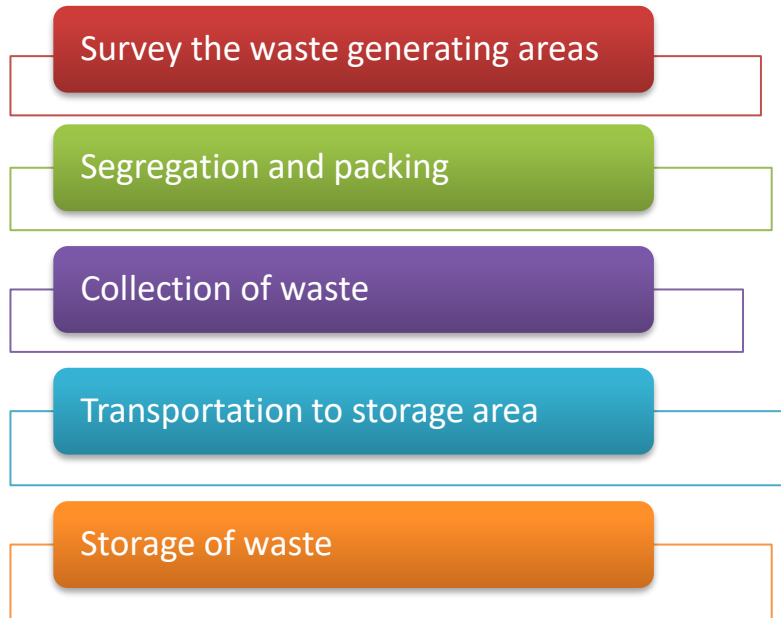 Survey the waste generating areas
Segregation and packing
Collection of waste
Transportation to storage area
Storage of waste